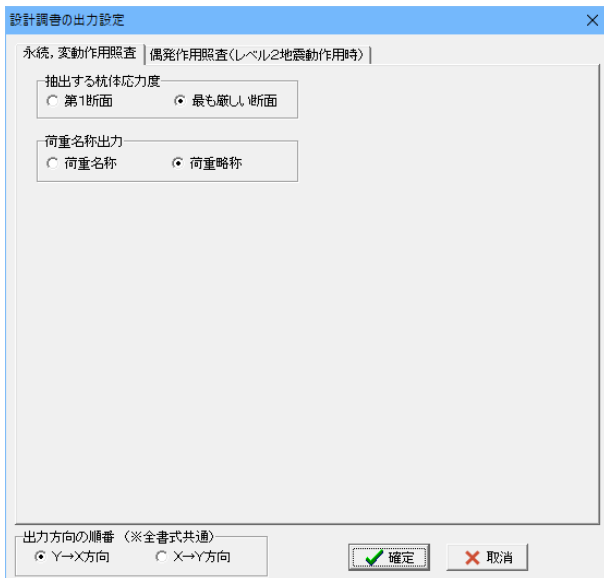 設計調書の出力設定
永続，変動作用照査
偶発作用照査(レベル2地震動作用時)
抽出する杭体応力度
第1断面
最も厳しい断面
荷重名称出力
荷重名称
荷重略称
出力方向の順番 （※全書式共通）
Y→X方向
X→Y方向
確定
取消